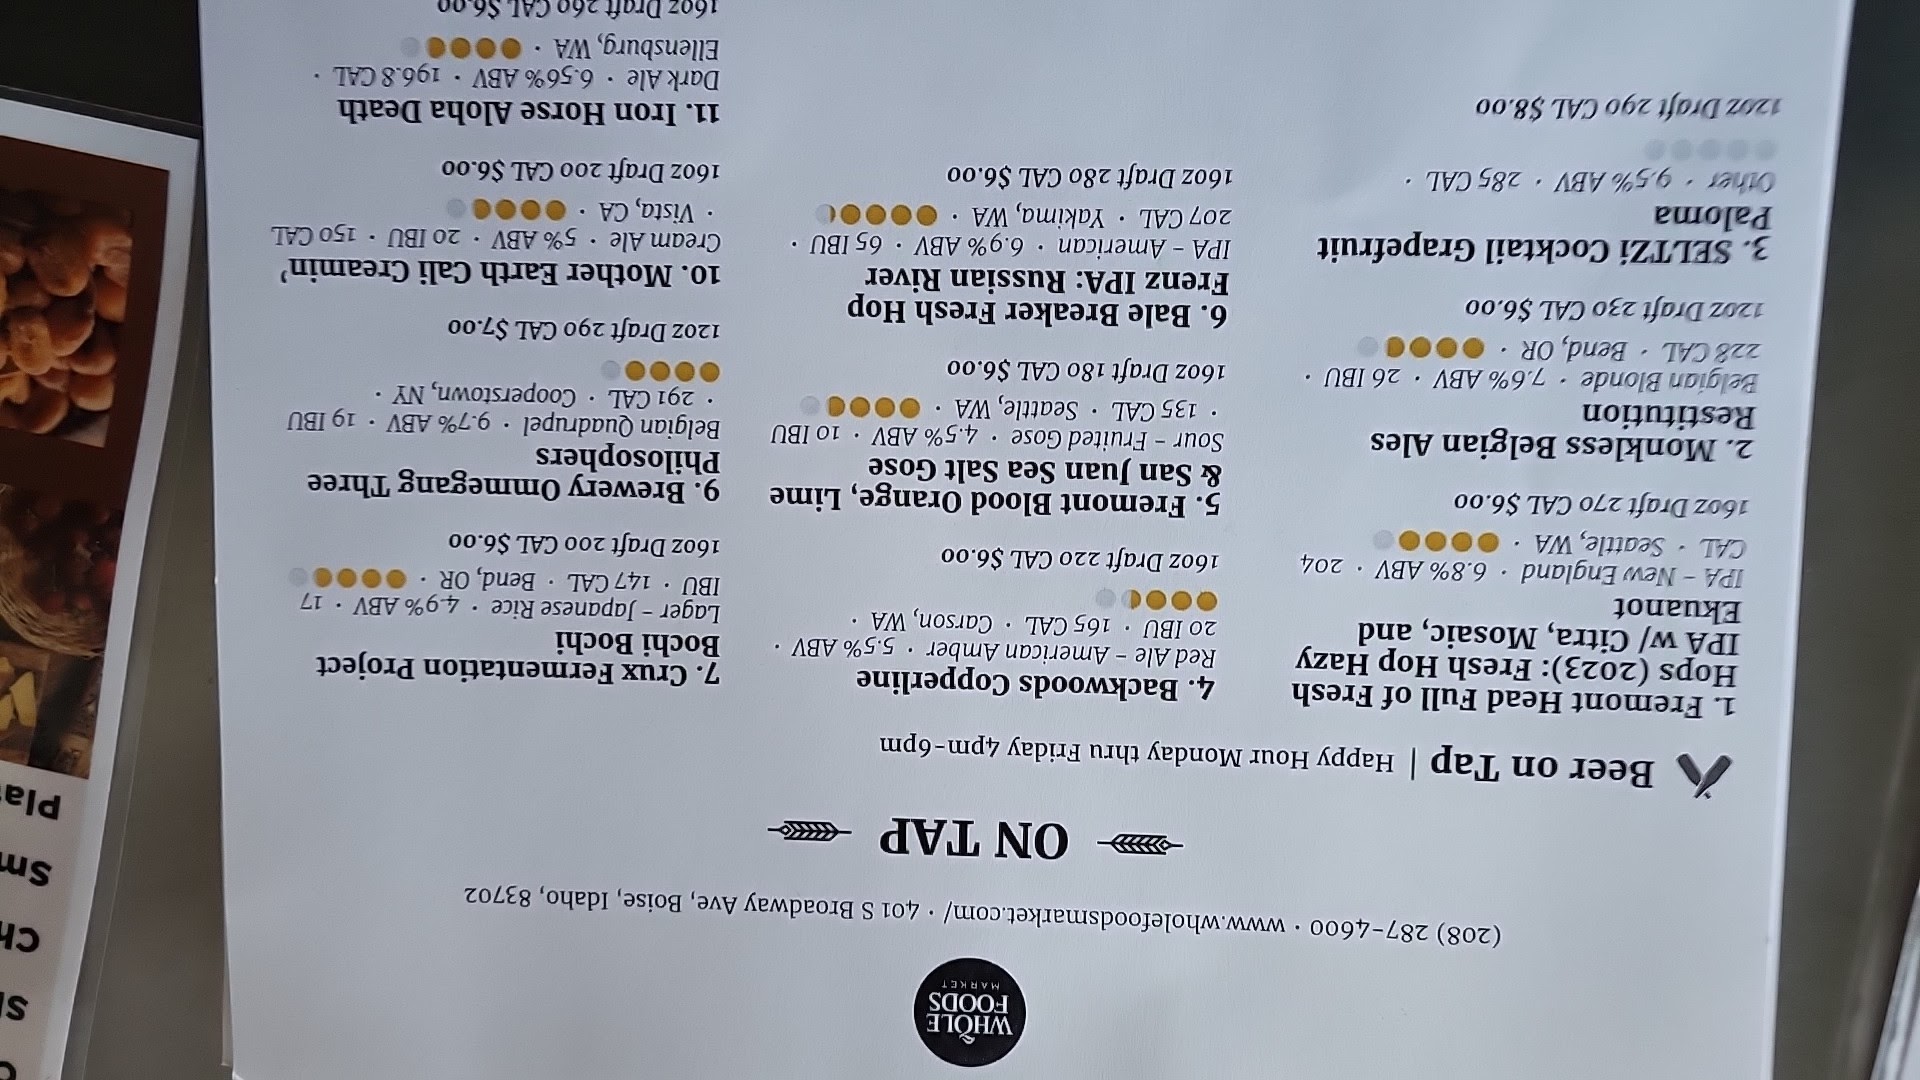 WHOLE
FOODS
MARKET
(208) 287-4600 · www.wholefoodsmarket.com/ · 401 S Broadway Ave, Boise, Idaho, 83702
ON TAP
Beer on Tap | Happy Hour Monday thru Friday 4pm-6pm
1. Fremont Head Full of Fresh
Hops (2023): Fresh Hop Hazy
IPA w/ Citra, Mosaic, and
Ekuanot
IPA - New England · 6.8% ABV · 204
CAL · Seattle, WA ·
16oz Draft 270 CAL $6.00
2. Monkless Belgian Ales
Restitution
Belgian Blonde · 7.6% ABV · 26 IBU ·
228 CAL · Bend, OR ·
12oz Draft 230 CAL $6.00
3. SELTZi Cocktail Grapefruit
Paloma
Other · 9.5% ABV · 285 CAL ·
12oz Draft 290 CAL $8.00
4. Backwoods Copperline
Red Ale - American Amber · 5.5% ABV ·
20 IBU · 165 CAL · Carson, WA ·
16oz Draft 220 CAL $6.00
5. Fremont Blood Orange, Lime
& San Juan Sea Salt Gose
Sour - Fruited Gose · 4.5% ABV · 10 IBU
· 135 CAL · Seattle, WA ·
16oz Draft 180 CAL $6.00
6. Bale Breaker Fresh Hop
Frenz IPA: Russian River
IPA - American · 6.9% ABV · 65 IBU ·
207 CAL · Yakima, WA ·
16oz Draft 280 CAL $6.00
7. Crux Fermentation Project
Bochi Bochi
Lager - Japanese Rice · 4.9% ABV · 17
IBU · 147 CAL · Bend, OR ·
16oz Draft 200 CAL $6.00
9. Brewery Ommegang Three
Philosophers
Belgian Quadrupel · 9.7% ABV · 19 IBU
· 291 CAL · Cooperstown, NY ·
12oz Draft 290 CAL $7.00
10. Mother Earth Cali Creamin'
Cream Ale · 5% ABV · 20 IBU · 150 CAL
· Vista, CA ·
16oz Draft 200 CAL $6.00
11. Iron Horse Aloha Death
Dark Ale · 6.56% ABV · 196.8 CAL ·
Ellensburg, WA ·
16oz Draft 260 CAL $6.00
Ch
Sm
Pla